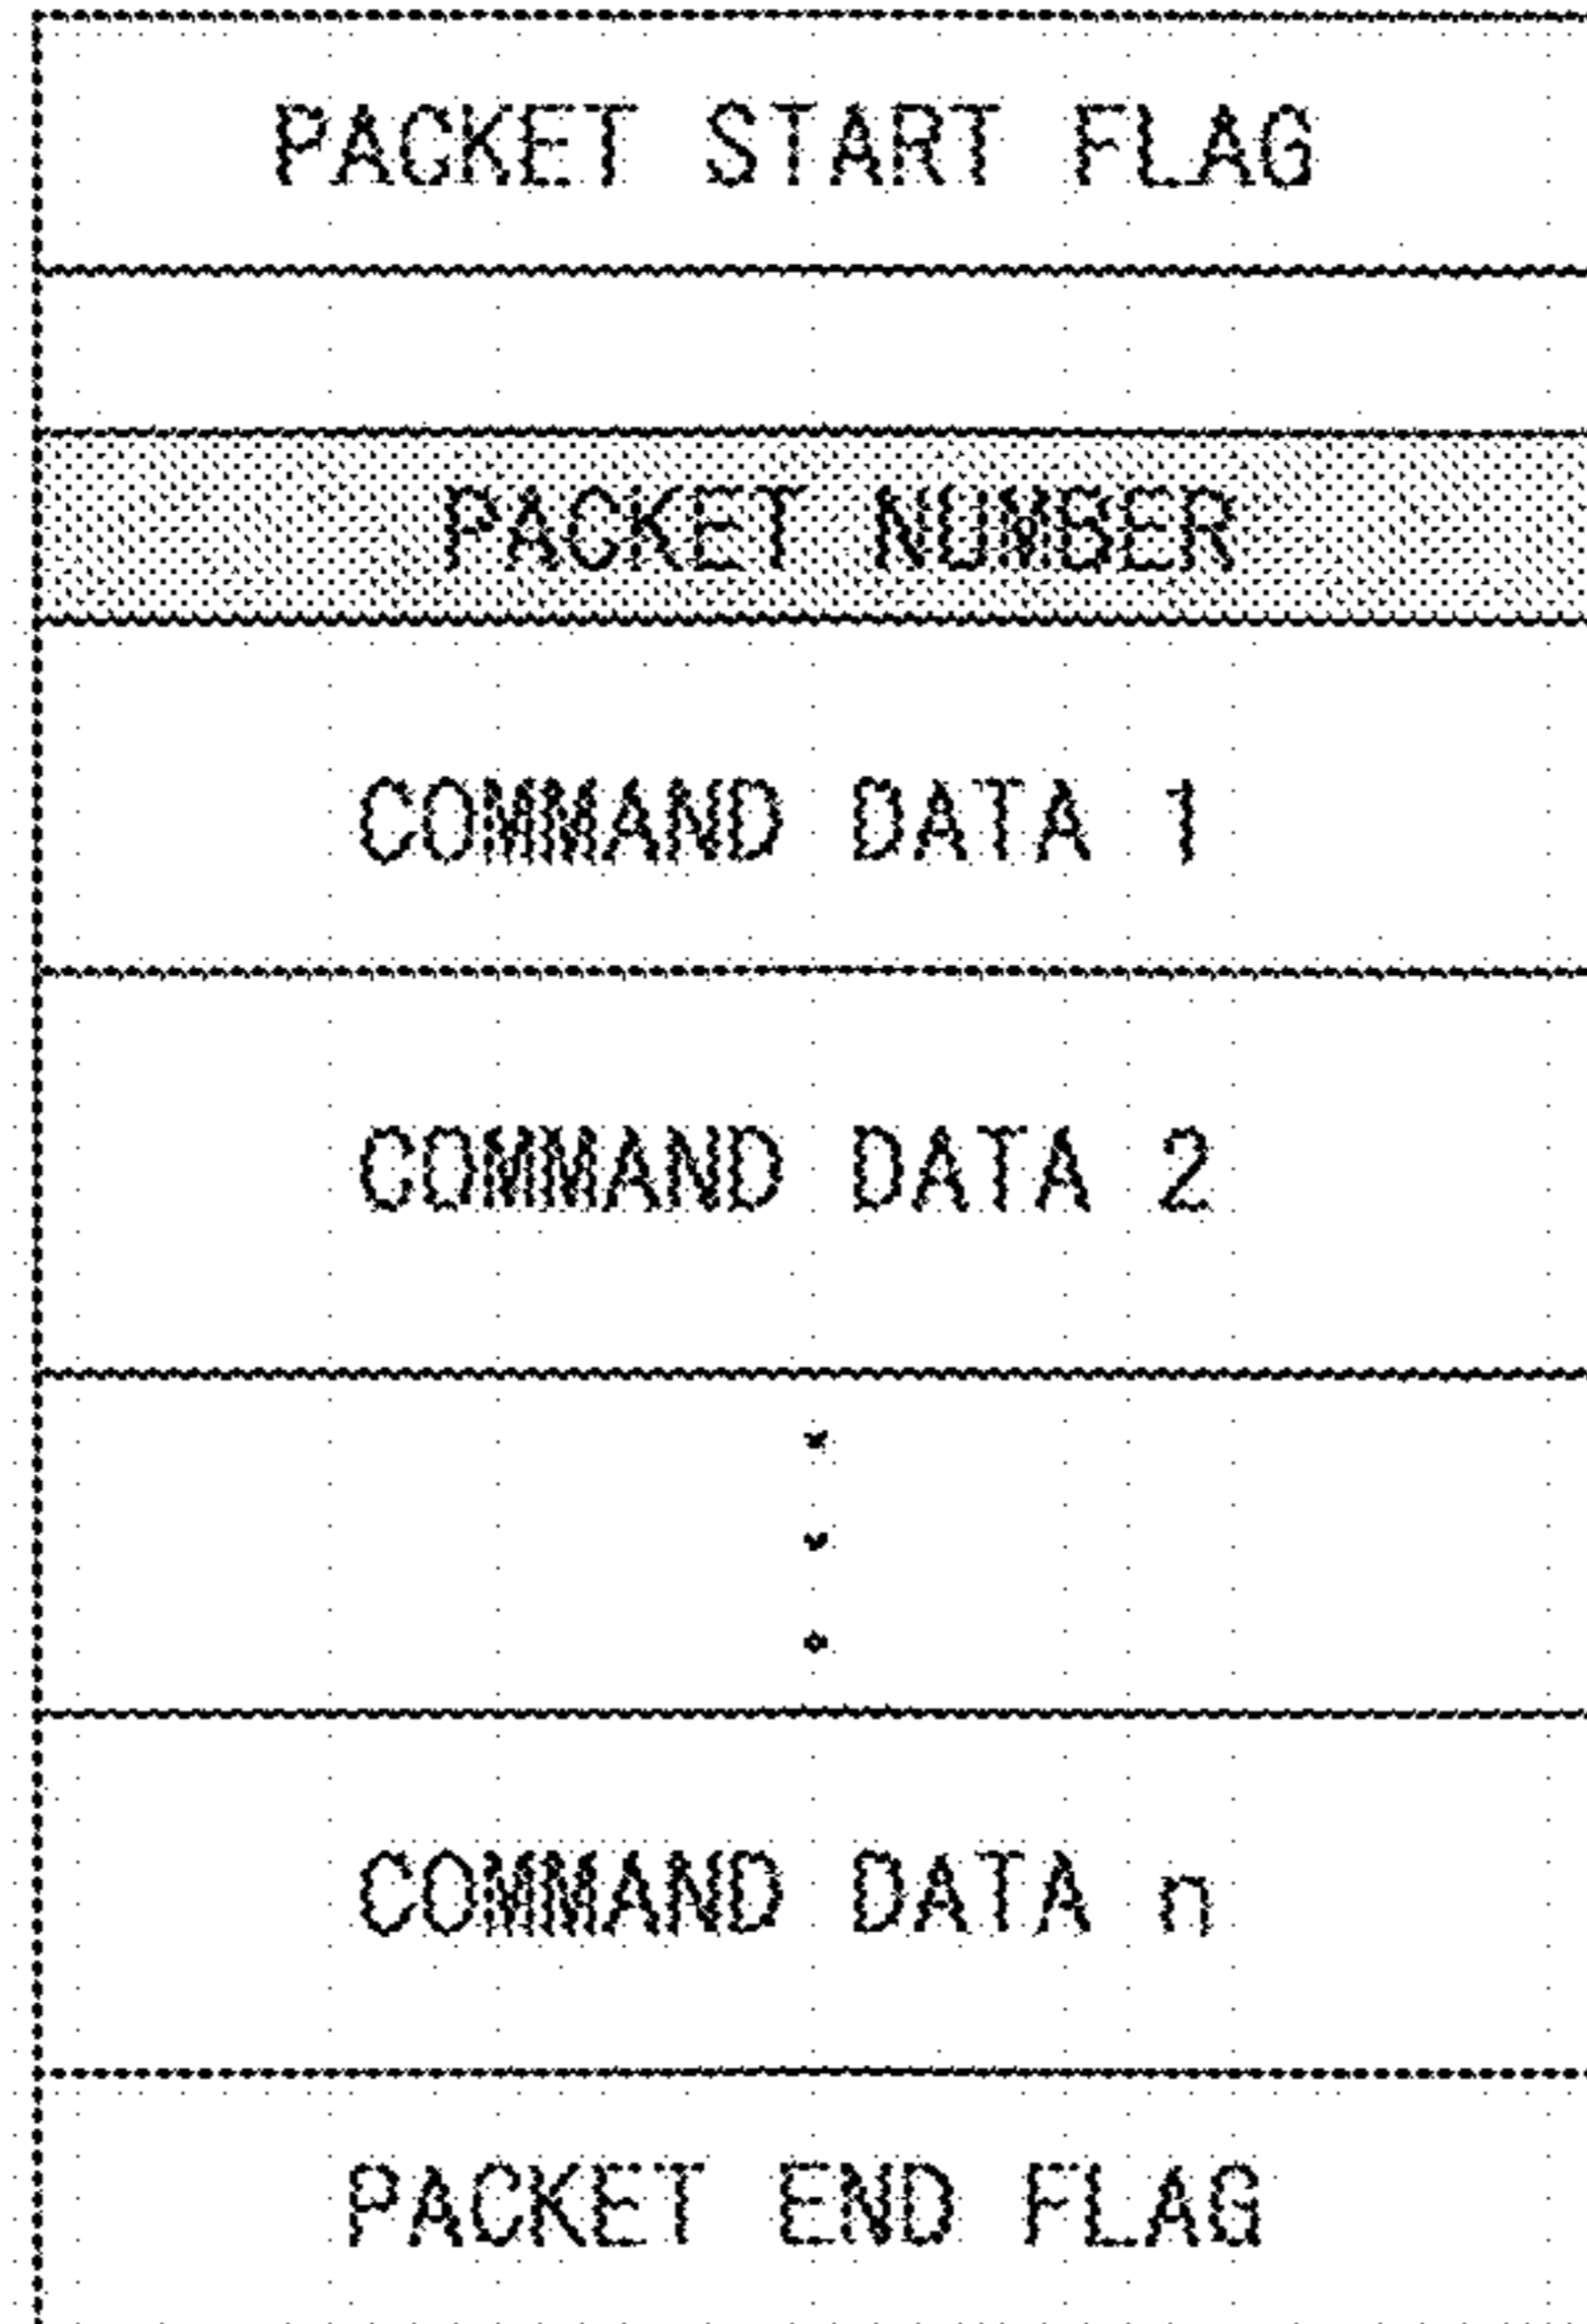 PACKET START FLAG
PACKET NUMBER
COMMAND DATA 1
COMMAND DATA 2
COMMAND DATA n
PACKET END FLAG